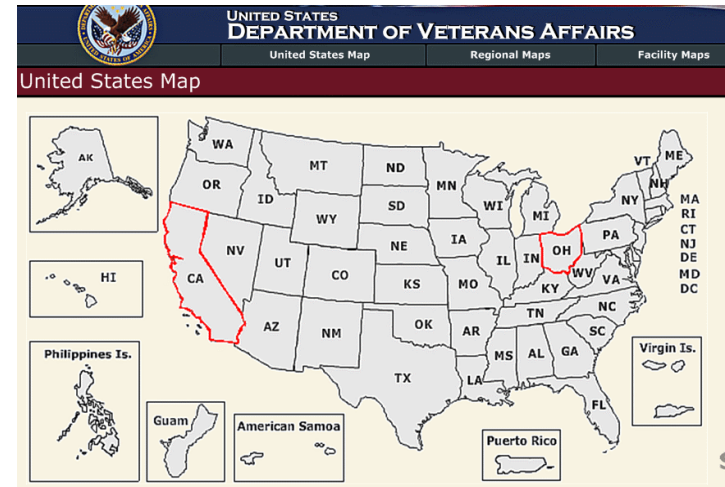 UNITED STATES
DEPARTMENT OF VETERANS AFFAIRS
United States Map
Regional Maps
Facility Maps
United States Map
AK
HI
Philippines Is.
Guam
American Samoa
Puerto Rico
Virgin Is.
WA
OR
CA
ID
NV
MT
WY
UT
AZ
CO
NM
ND
SD
NE
KS
OK
TX
MN
IA
MO
AR
LA
WI
IL
MI
IN
OH
KY
TN
MS
AL
GA
FL
SC
NC
VA
WV
PA
NY
VT
NH
ME
MA
RI
CT
NJ
DE
MD
DC